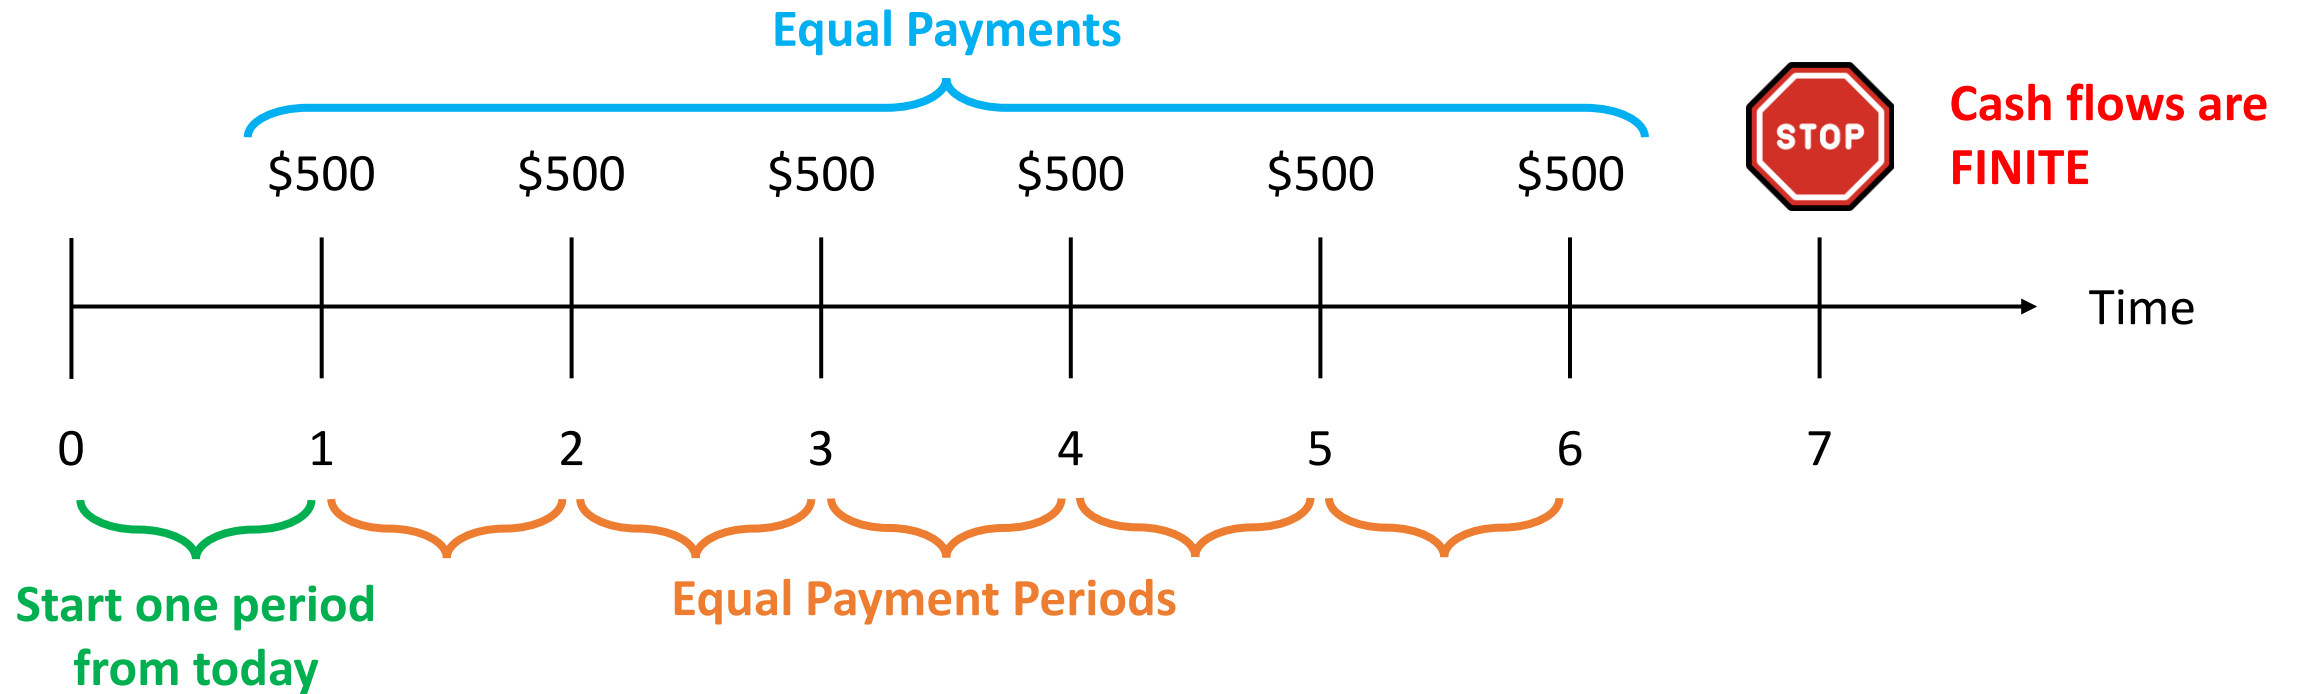 Equal Payments
$500 $500 $500 $500 $500 $500
STOP
Cash flows are
FINITE
Time
0 1 2 3 4 5 6 7
Start one period
from today
Equal Payment Periods